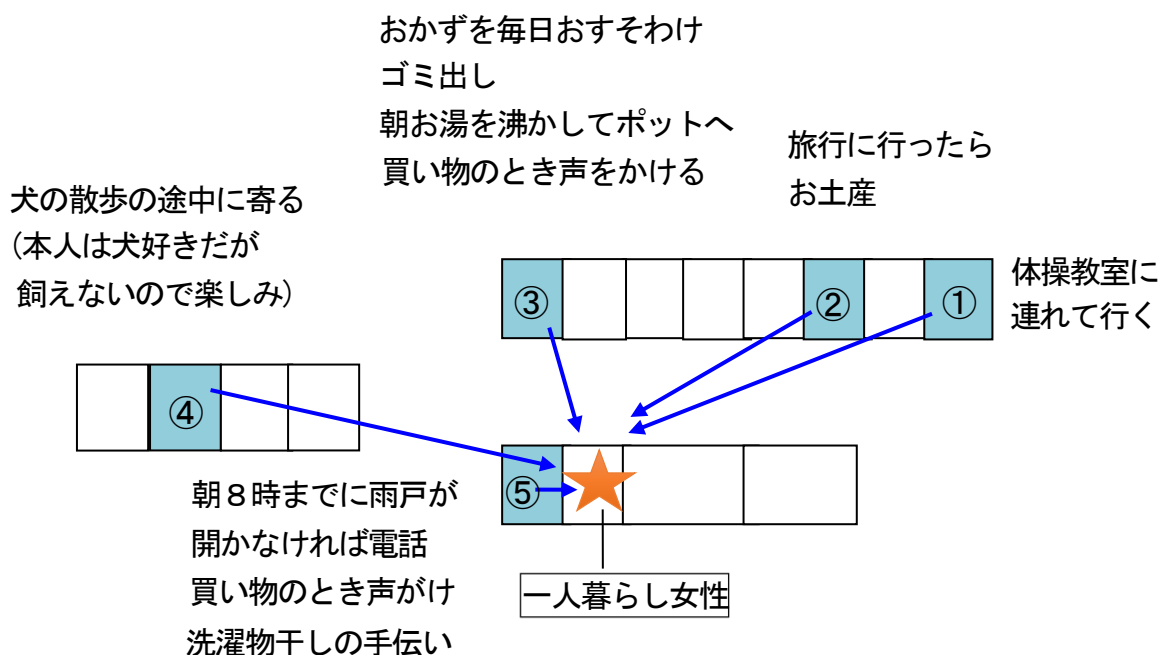 おかずを毎日おすそわけ
ゴミ出し
朝お湯を沸かしてポットへ
買い物のとき声をかける
旅行に行ったら
お土産
犬の散歩の途中に寄る
(本人は犬好きだが
飼えないので楽しみ)
体操教室に
連れて行く
③
②
①
④
⑤
朝８時までに雨戸が
開かなければ電話
買い物のとき声がけ
洗濯物干しの手伝い
一人暮らし女性